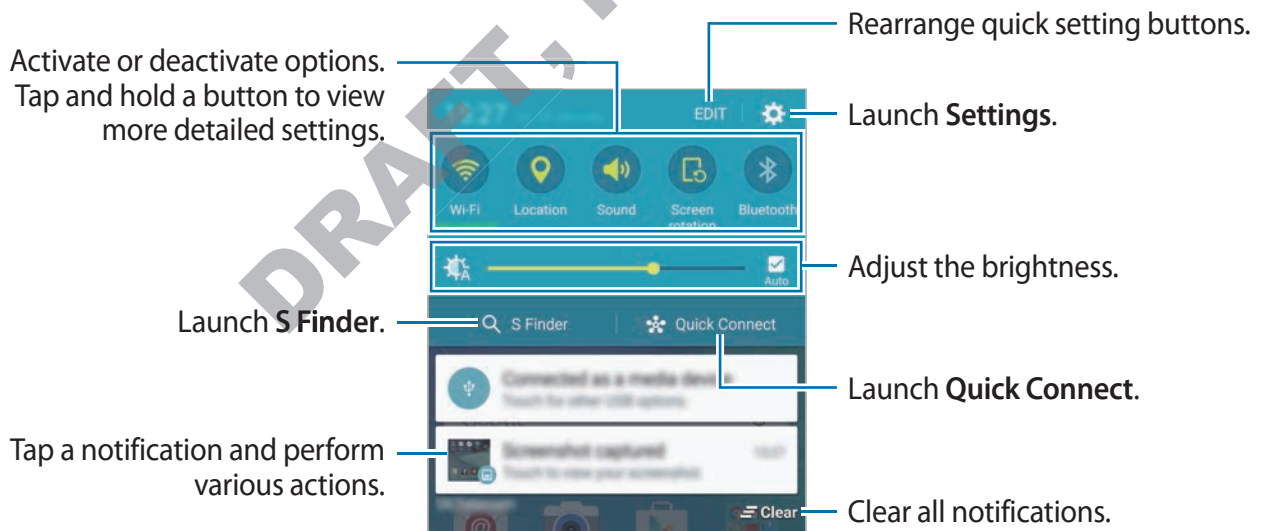 Rearrange quick setting buttons.
Activate or deactivate options.
Tap and hold a button to view
more detailed settings.
Launch Settings.
EDIT
Wi-Fi
Location
Sound
Screen
rotation
Bluetooth
Adjust the brightness.
Auto
Launch S Finder.
S Finder
Quick Connect
Launch Quick Connect.
Connected as a media device
Touch for other USB options.
Tap a notification and perform
various actions.
Screenshot captured
Touch to view your screenshot.
Clear
Clear all notifications.
DRAFT,